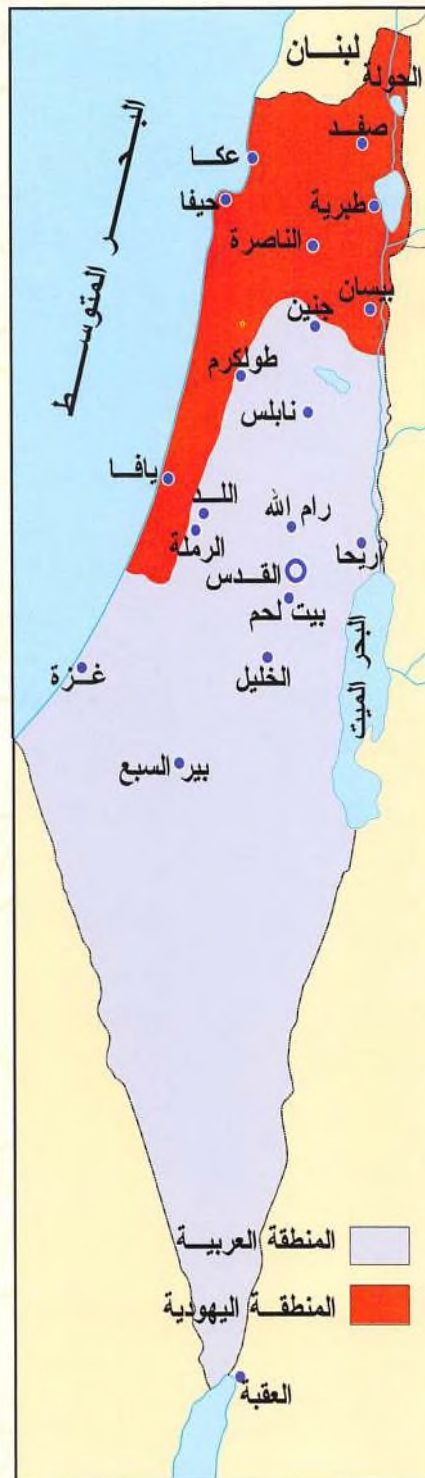 لبنان
الحولة
صفد
عكا
حيفا
طبرية
الناصرة
بيسان
جنين
طولكرم
نابلس
البحر المتوسط
يافا
اللد
رام الله
الرملة
أريحا
القدس
بيت لحم
البحر الميت
غزة
الخليل
بير السبع
المنطقة العربية
المنطقة اليهودية
العقبة